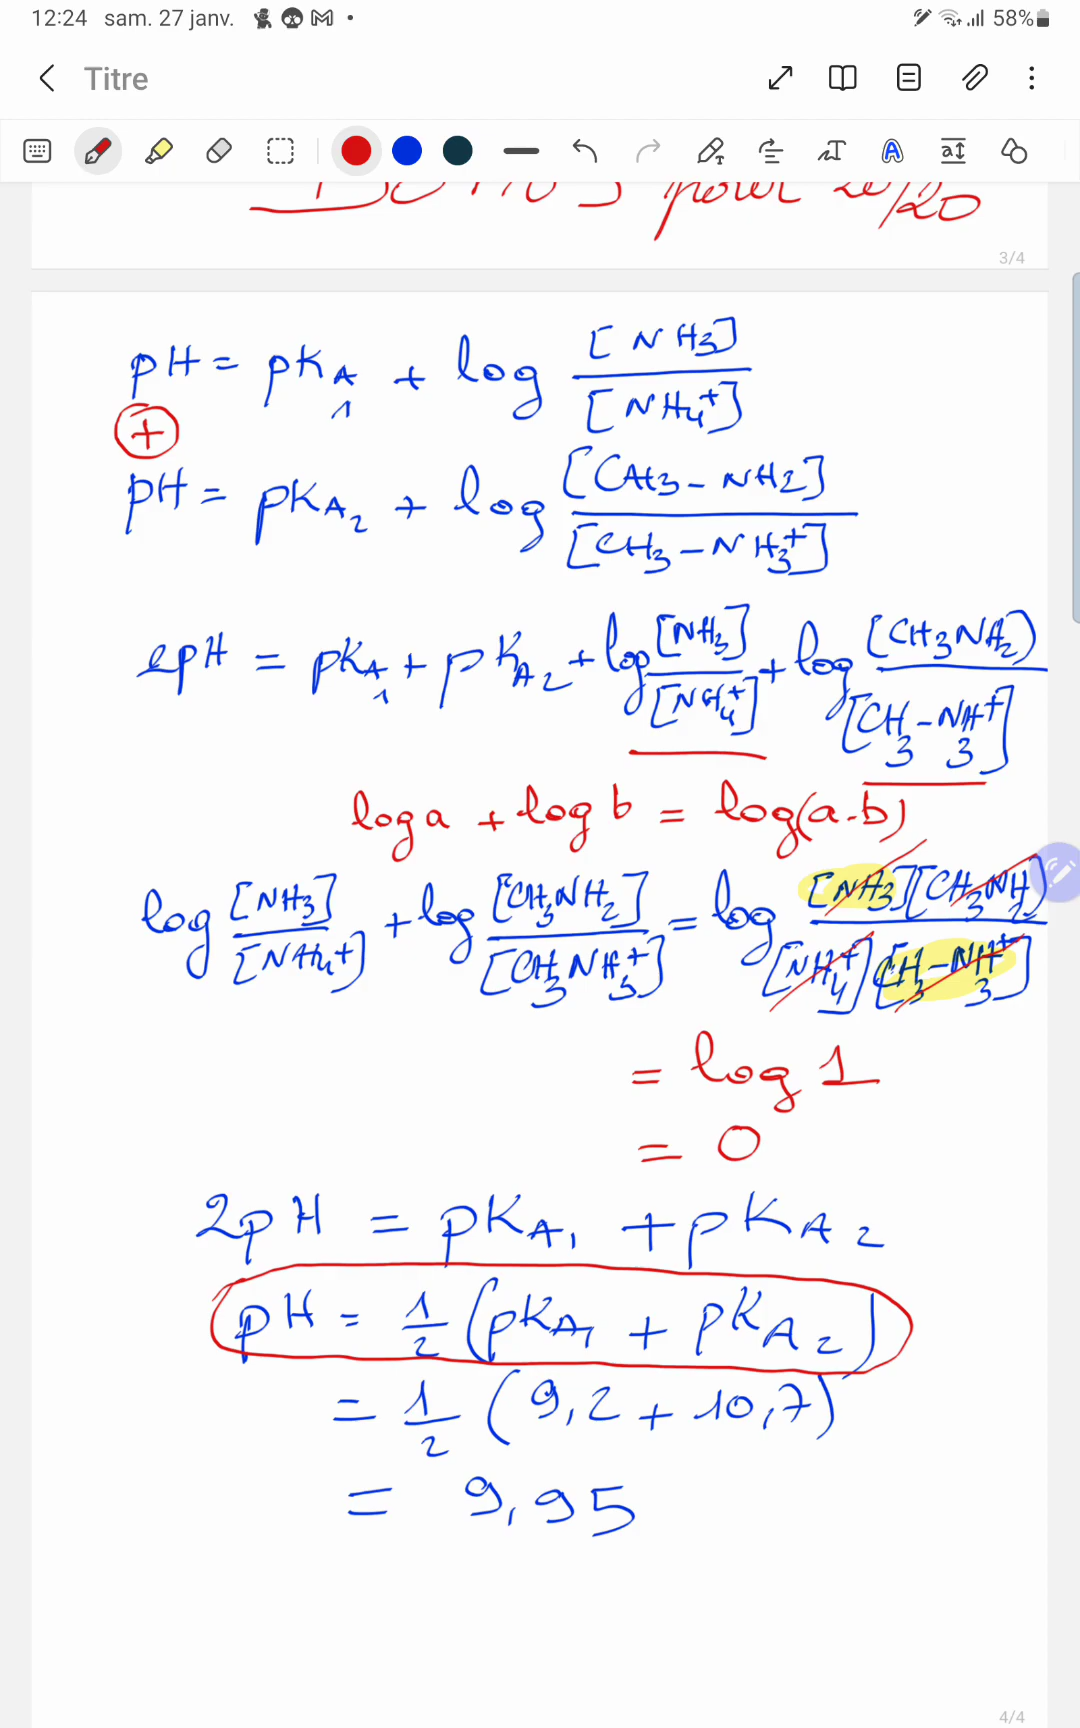 12:24 sam. 27 janv. 58%
Titre
pour 20/20
3/4
pH = pKA1 + log [NH3] / [NH4+]
+
pH = pKA2 + log [CH3-NH2] / [CH3-NH3+]
2pH = pKA1 + pKA2 + log [NH3] / [NH4+] + log [CH3NH2) / [CH3-NH3+]
log a + log b = log(a.b)
log [NH3] / [NH4+) + log [CH3NH2] / [CH3NH3+] = log [NH3][CH3NH2) / [NH4+][CH3-NH3+]
= log 1
= 0
2pH = pKA1 + pKA2
pH = 1/2 (pKA1 + pKA2)
= 1/2 (9,2 + 10,7)
= 9,95
4/4